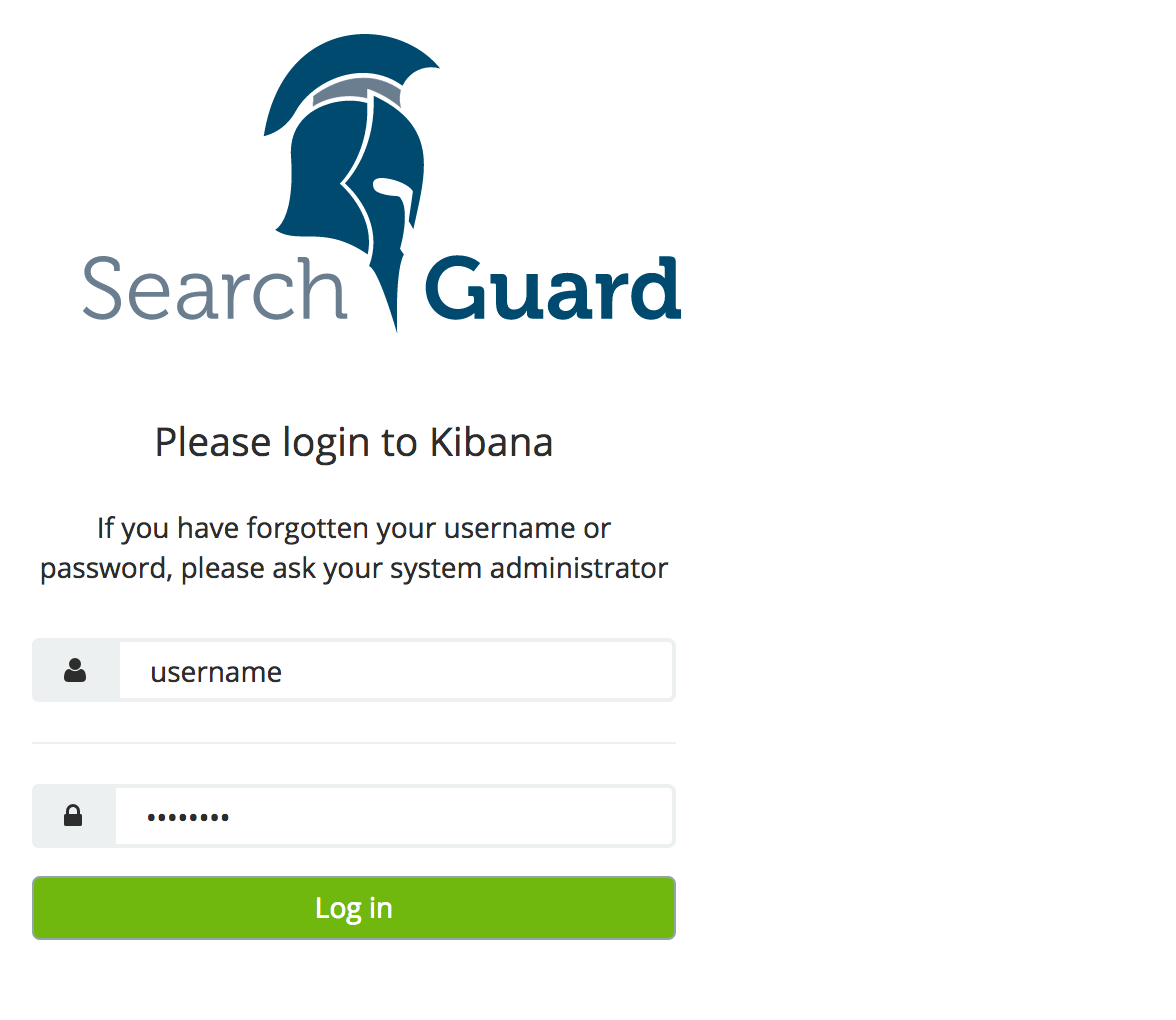 Search Guard
Please login to Kibana
If you have forgotten your username or
password, please ask your system administrator
username
••••••••
Log in